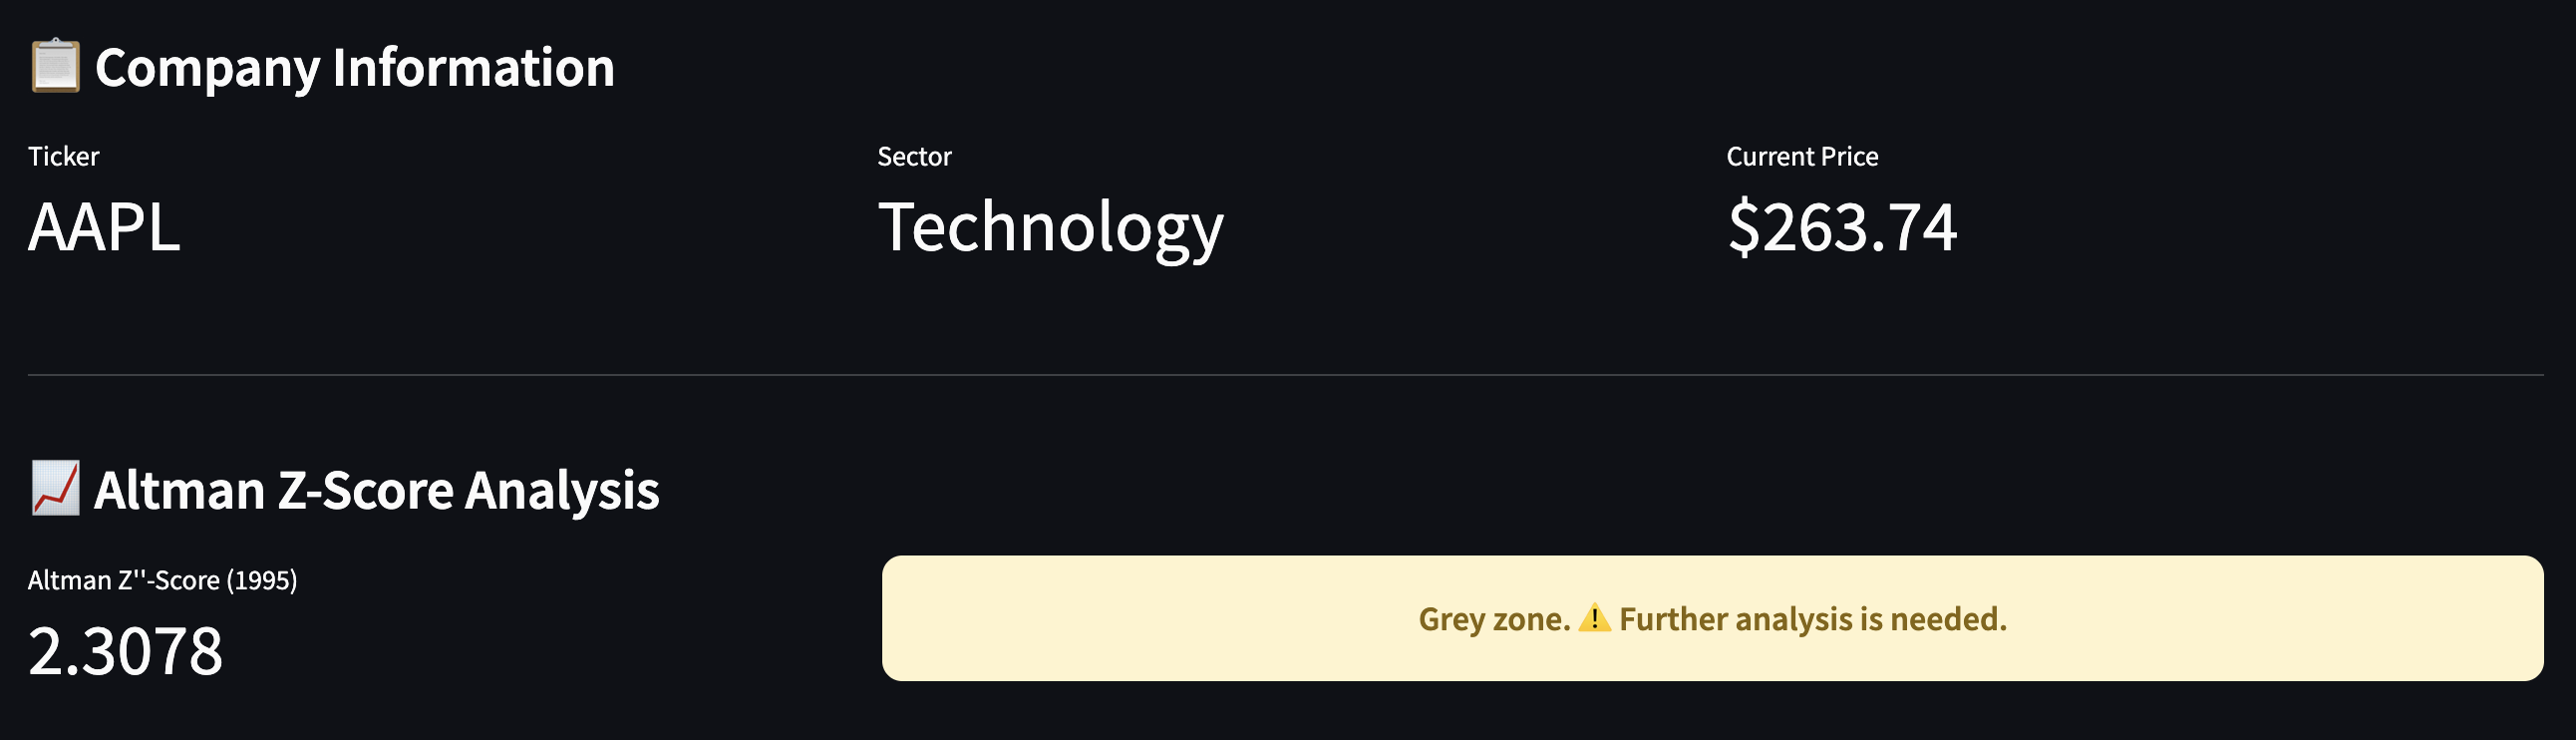 📋 Company Information
Ticker
AAPL
Sector
Technology
Current Price
$263.74
📈 Altman Z-Score Analysis
Altman Z''-Score (1995)
2.3078
Grey zone. ⚠️ Further analysis is needed.